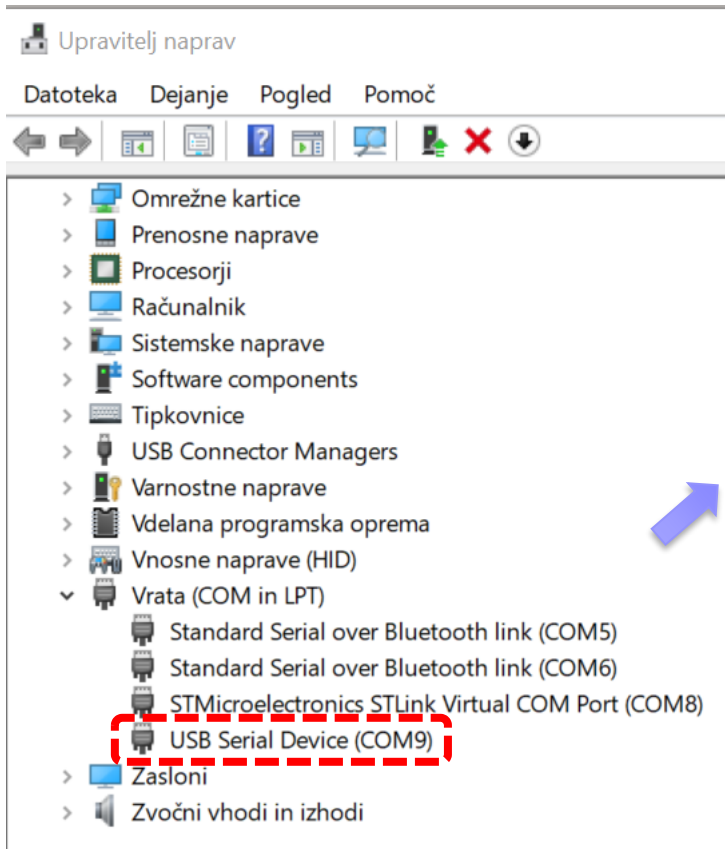 Upravitelj naprav
Datoteka Dejanje Pogled Pomoč
Omrežne kartice
Prenosne naprave
Procesorji
Računalnik
Sistemske naprave
Software components
Tipkovnice
USB Connector Managers
Varnostne naprave
Vdelana programska oprema
Vnosne naprave (HID)
Vrata (COM in LPT)
Standard Serial over Bluetooth link (COM5)
Standard Serial over Bluetooth link (COM6)
STMicroelectronics STLink Virtual COM Port (COM8)
USB Serial Device (COM9)
Zasloni
Zvočni vhodi in izhodi